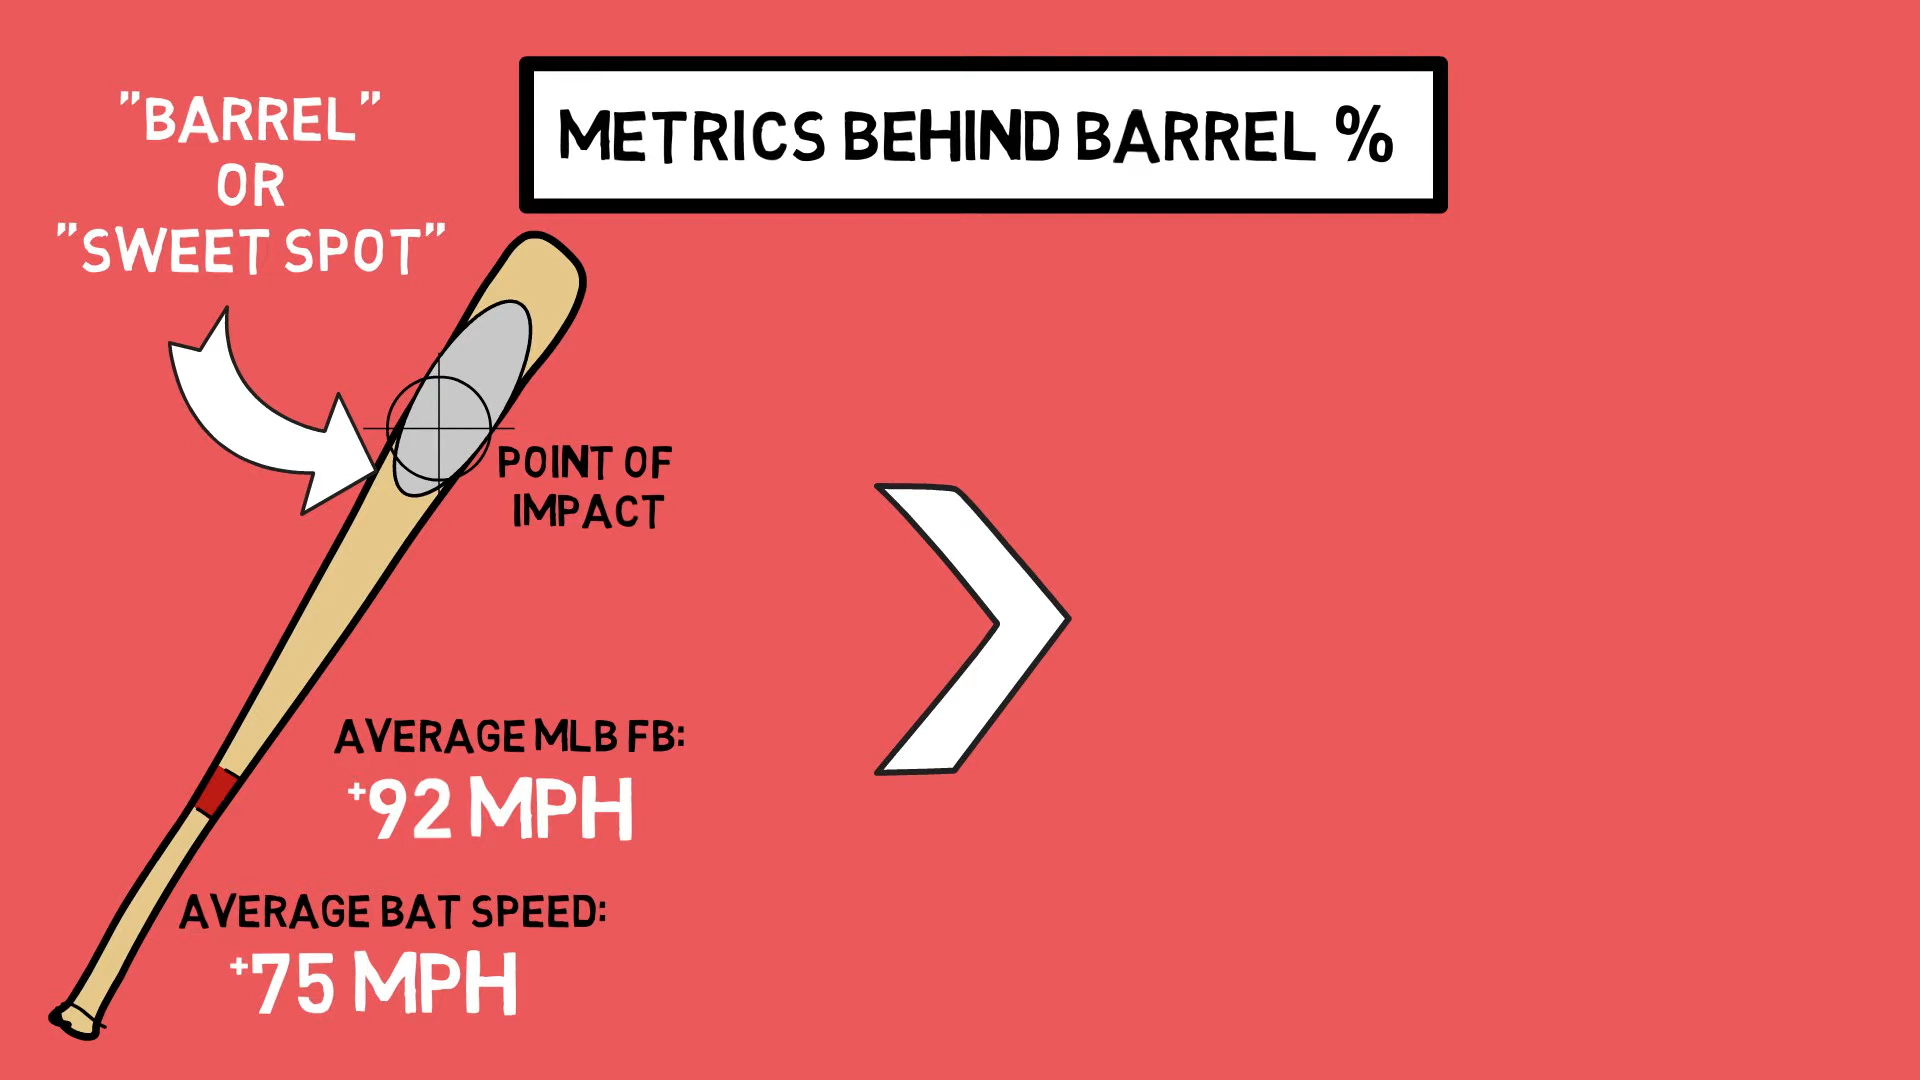 "BARREL"
OR
"SWEET SPOT"
METRICS BEHIND BARREL %
POINT OF
IMPACT
AVERAGE MLB FB:
+92 MPH
AVERAGE BAT SPEED:
+75 MPH